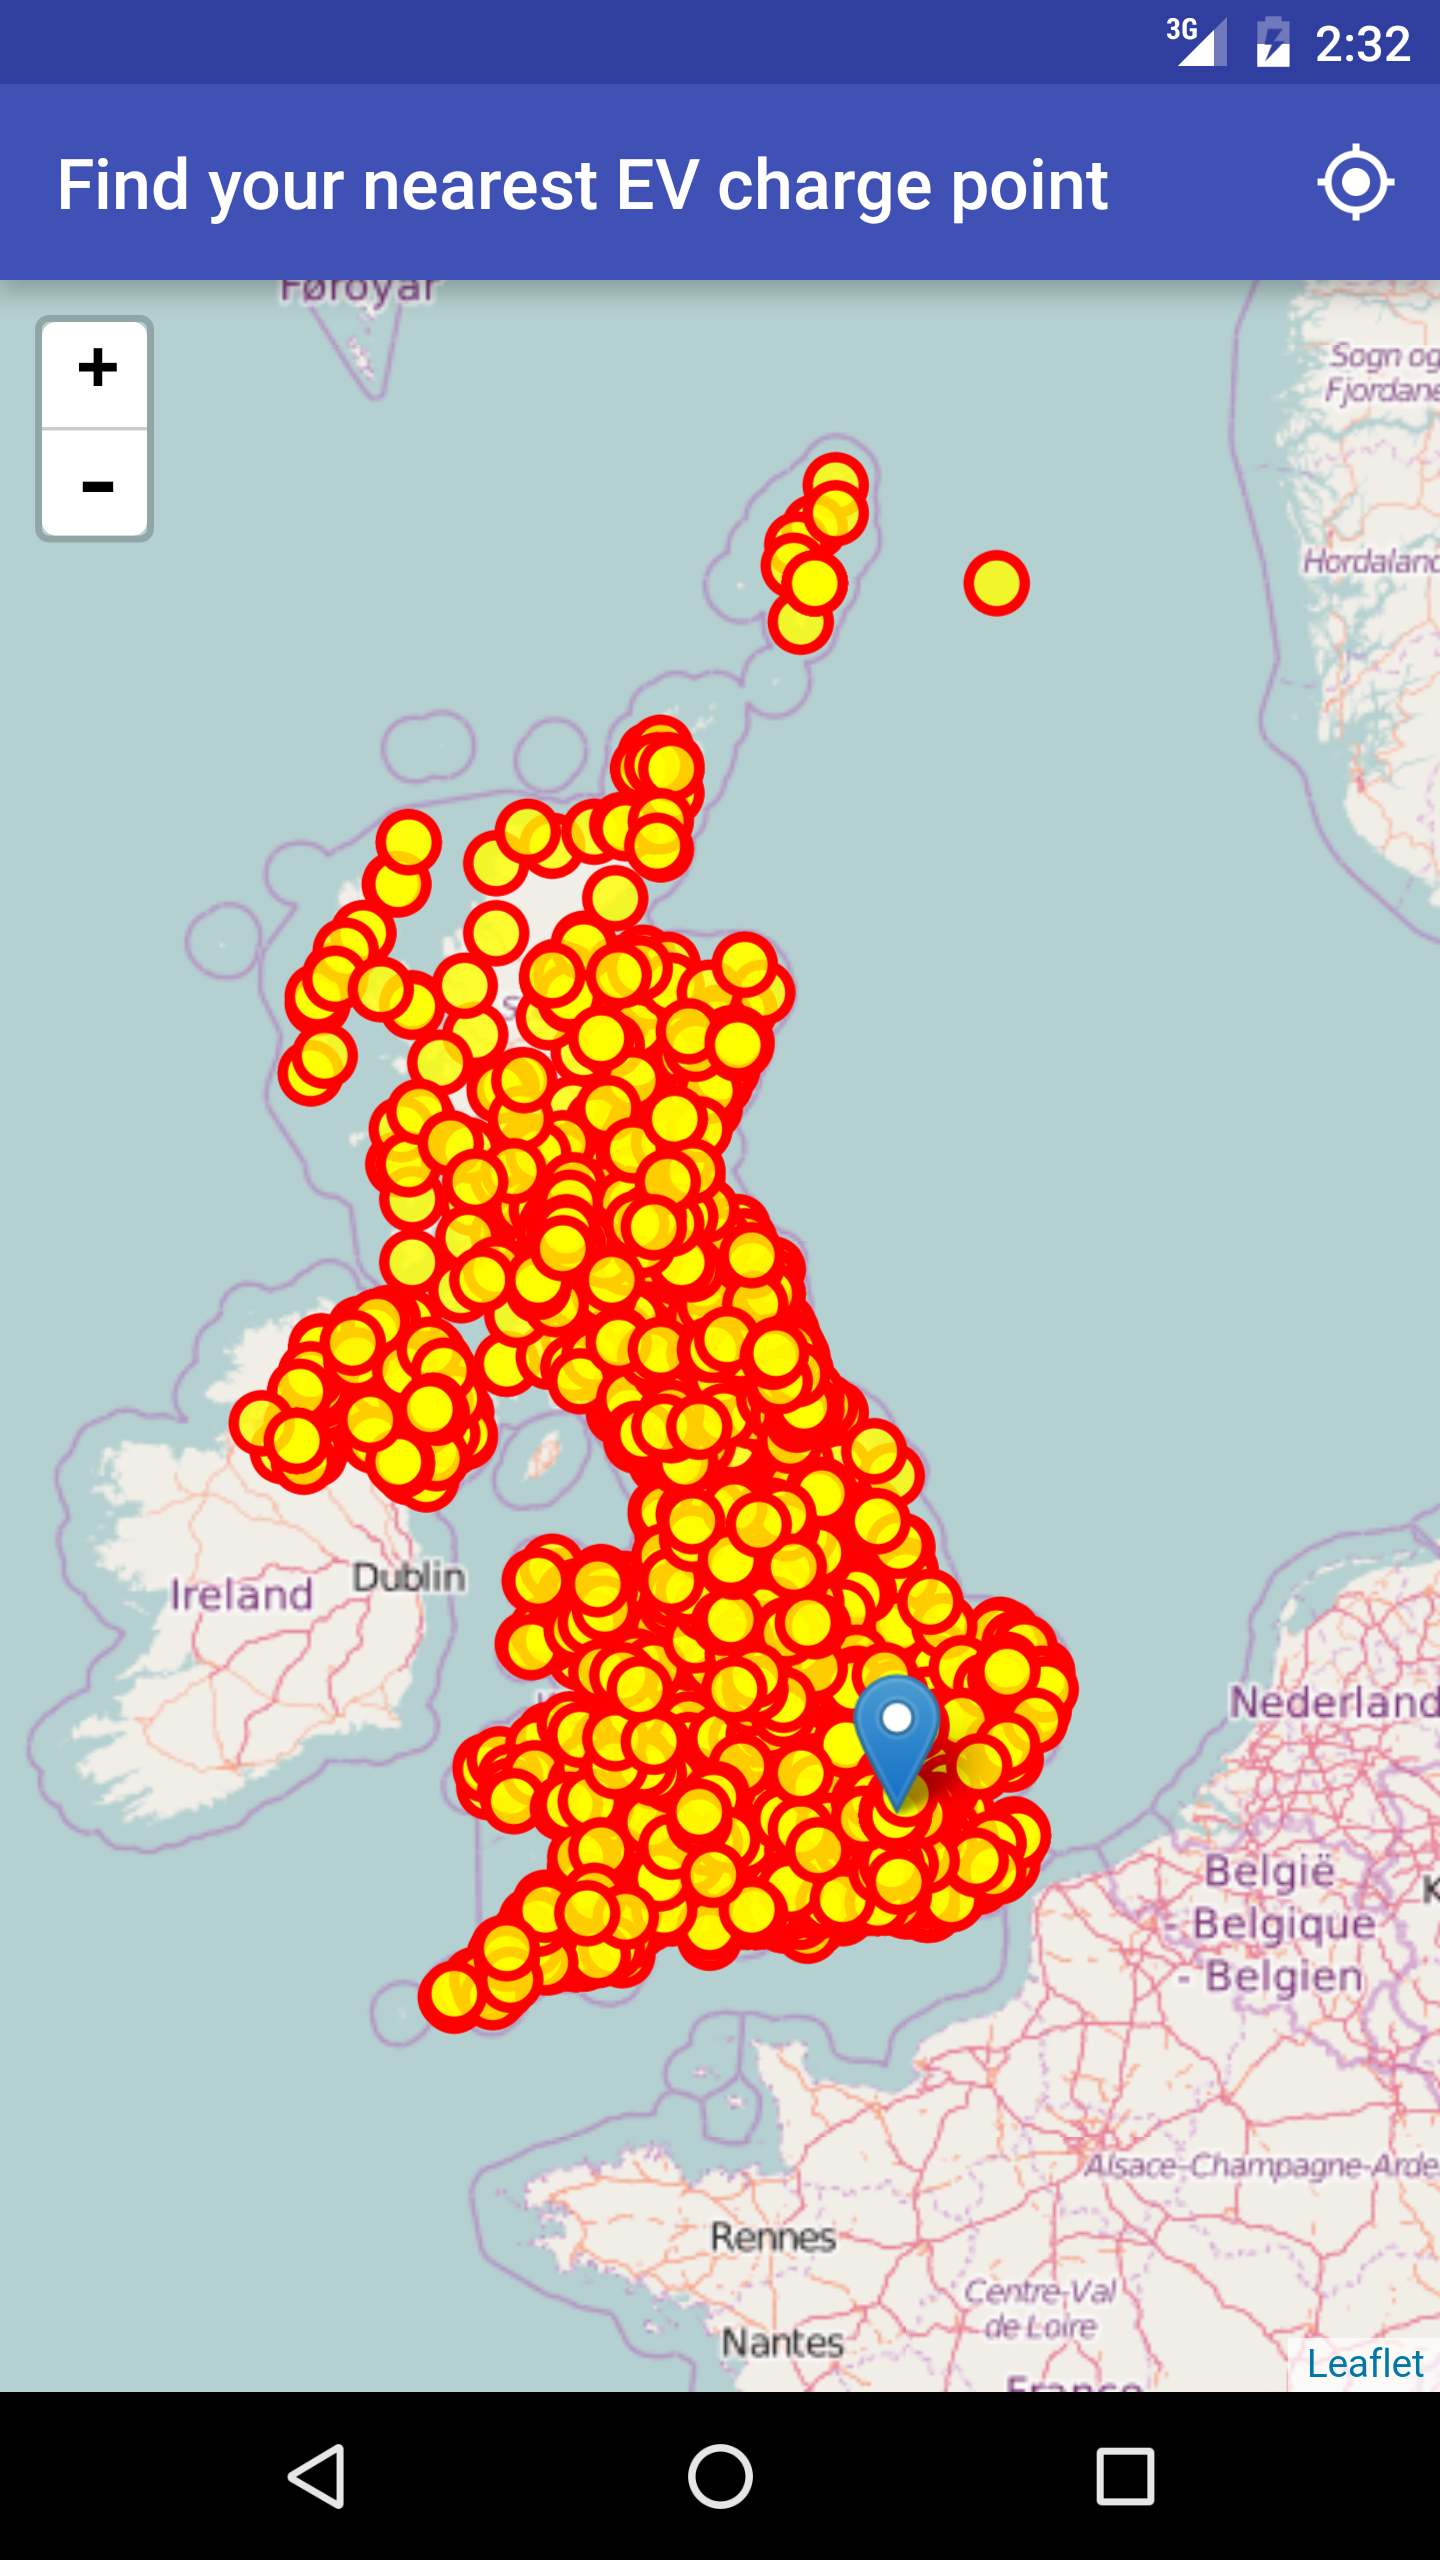 3G 2:32
Find your nearest EV charge point
Føroyar
+
-
Sogn og
Fjordane
Hordaland
Ireland
Dublin
Nederland
België
- Belgique
- Belgien
Alsace-Champagne-Arde
Rennes
Centre-Val
de Loire
Nantes
Leaflet
France